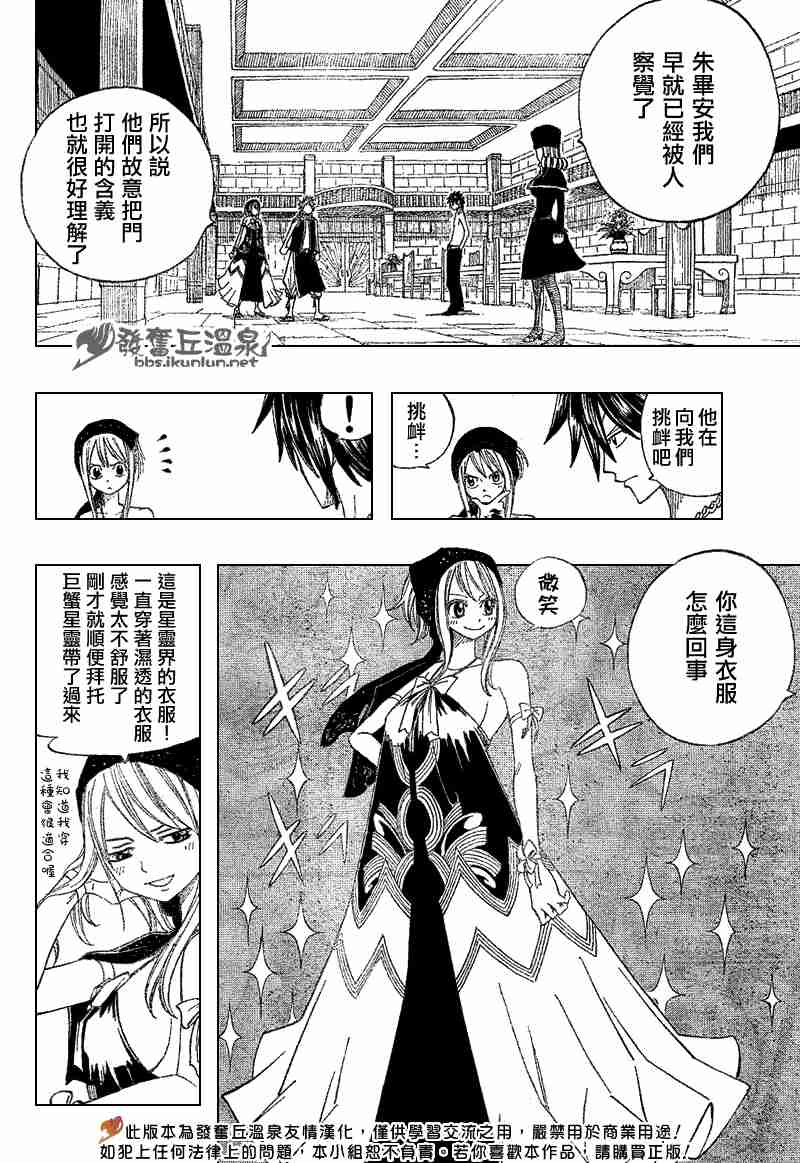 朱畢安我們
早就已經被人
察覺了
所以說
他們故意把門
打開的含義
也就很好理解了
發奮丘溫泉
bbs.ikunlun.net
他在
向我們
挑衅吧
挑衅…
!
你這身衣服
怎麼回事
微笑
這是星靈界的衣服！
一直穿著濕透的衣服
感覺太不舒服了
剛才就順便拜托
巨蟹星靈帶了過來
我知道我穿
這種會很適合喔
此版本為發奮丘溫泉友情漢化，僅供學習交流之用，嚴禁用於商業用途!
如犯上任何法律上的問題，本小組恕不負責。若你喜歡本作品，請購買正版!